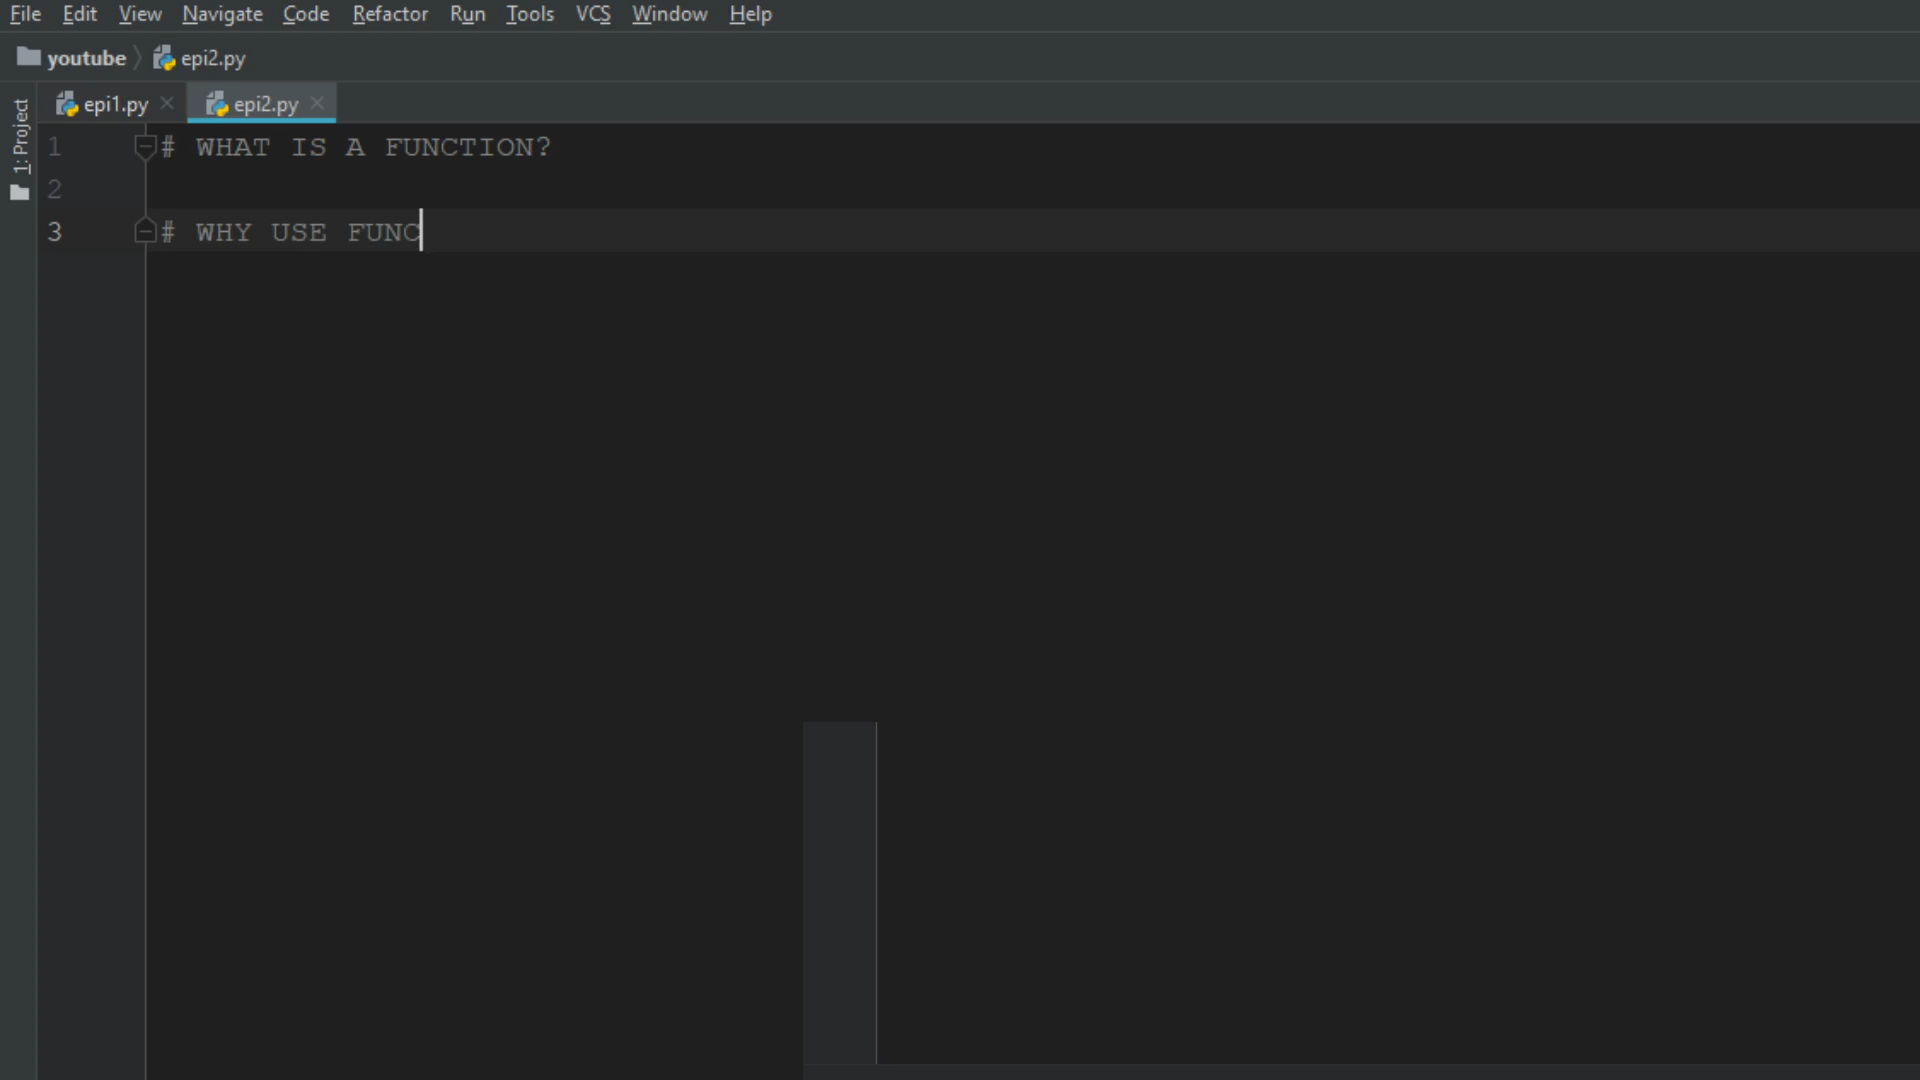 File Edit View Navigate Code Refactor Run Tools VCS Window Help
youtube epi2.py
epi1.py epi2.py
1: Project
1 # WHAT IS A FUNCTION?
2
3 # WHY USE FUNC